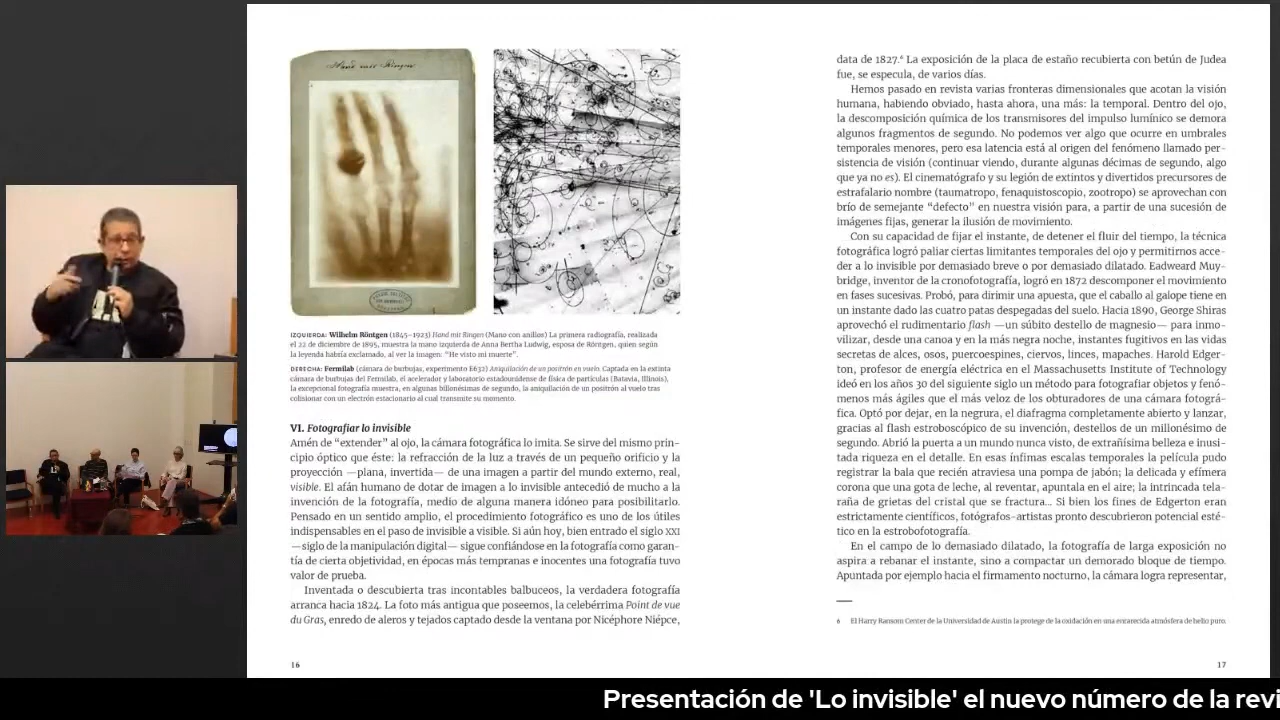 Hand mit Ringen
IZQUIERDA: Wilhelm Röntgen (1845–1923) Hand mit Ringen (Mano con anillos) La primera radiografía, realizada
el 22 de diciembre de 1895, muestra la mano izquierda de Anna Bertha Ludwig, esposa de Röntgen, quien según
la leyenda habría exclamado, al ver la imagen: "He visto mi muerte".
DERECHA: Fermilab (cámara de burbujas, experimento E632) Aniquilación de un positrón en vuelo. Captada en la extinta
cámara de burbujas del Fermilab, el acelerador y laboratorio estadounidense de física de partículas (Batavia, Illinois),
la excepcional fotografía muestra, en algunas billonésimas de segundo, la aniquilación de un positrón al vuelo tras
colisionar con un electrón estacionario al cual transmite su momento.
VI. Fotografiar lo invisible
Amén de "extender" al ojo, la cámara fotográfica lo imita. Se sirve del mismo prin-
cipio óptico que éste: la refracción de la luz a través de un pequeño orificio y la
proyección —plana, invertida— de una imagen a partir del mundo externo, real,
visible. El afán humano de dotar de imagen a lo invisible antecedió de mucho a la
invención de la fotografía, medio de alguna manera idóneo para posibilitarlo.
Pensado en un sentido amplio, el procedimiento fotográfico es uno de los útiles
indispensables en el paso de invisible a visible. Si aún hoy, bien entrado el siglo XXI
—siglo de la manipulación digital— sigue confiándose en la fotografía como garan-
tía de cierta objetividad, en épocas más tempranas e inocentes una fotografía tuvo
valor de prueba.
Inventada o descubierta tras incontables balbuceos, la verdadera fotografía
arranca hacia 1824. La foto más antigua que poseemos, la celebérrima Point de vue
du Gras, enredo de aleros y tejados captado desde la ventana por Nicéphore Niépce,
16
data de 1827.⁶ La exposición de la placa de estaño recubierta con betún de Judea
fue, se especula, de varios días.
Hemos pasado en revista varias fronteras dimensionales que acotan la visión
humana, habiendo obviado, hasta ahora, una más: la temporal. Dentro del ojo,
la descomposición química de los transmisores del impulso lumínico se demora
algunos fragmentos de segundo. No podemos ver algo que ocurre en umbrales
temporales menores, pero esa latencia está al origen del fenómeno llamado per-
sistencia de visión (continuar viendo, durante algunas décimas de segundo, algo
que ya no es). El cinematógrafo y su legión de extintos y divertidos precursores de
estrafalario nombre (taumatropo, fenaquistoscopio, zootropo) se aprovechan con
brío de semejante "defecto" en nuestra visión para, a partir de una sucesión de
imágenes fijas, generar la ilusión de movimiento.
Con su capacidad de fijar el instante, de detener el fluir del tiempo, la técnica
fotográfica logró paliar ciertas limitantes temporales del ojo y permitirnos acce-
der a lo invisible por demasiado breve o por demasiado dilatado. Eadweard Muy-
bridge, inventor de la cronofotografía, logró en 1872 descomponer el movimiento
en fases sucesivas. Probó, para dirimir una apuesta, que el caballo al galope tiene en
un instante dado las cuatro patas despegadas del suelo. Hacia 1890, George Shiras
aprovechó el rudimentario flash —un súbito destello de magnesio— para inmo-
vilizar, desde una canoa y en la más negra noche, instantes fugitivos en las vidas
secretas de alces, osos, puercoespines, ciervos, linces, mapaches. Harold Edger-
ton, profesor de energía eléctrica en el Massachusetts Institute of Technology
ideó en los años 30 del siguiente siglo un método para fotografiar objetos y fenó-
menos más ágiles que el más veloz de los obturadores de una cámara fotográ-
fica. Optó por dejar, en la negrura, el diafragma completamente abierto y lanzar,
gracias al flash estroboscópico de su invención, destellos de un millonésimo de
segundo. Abrió la puerta a un mundo nunca visto, de extrañísima belleza e inusi-
tada riqueza en el detalle. En esas ínfimas escalas temporales la película pudo
registrar la bala que recién atraviesa una pompa de jabón; la delicada y efímera
corona que una gota de leche, al reventar, apuntala en el aire; la intrincada tela-
raña de grietas del cristal que se fractura... Si bien los fines de Edgerton eran
estrictamente científicos, fotógrafos-artistas pronto descubrieron potencial esté-
tico en la estrobofotografía.
En el campo de lo demasiado dilatado, la fotografía de larga exposición no
aspira a rebanar el instante, sino a compactar un demorado bloque de tiempo.
Apuntada por ejemplo hacia el firmamento nocturno, la cámara logra representar,
6 El Harry Ransom Center de la Universidad de Austin la protege de la oxidación en una enrarecida atmósfera de helio puro.
17
Presentación de 'Lo invisible' el nuevo número de la revi